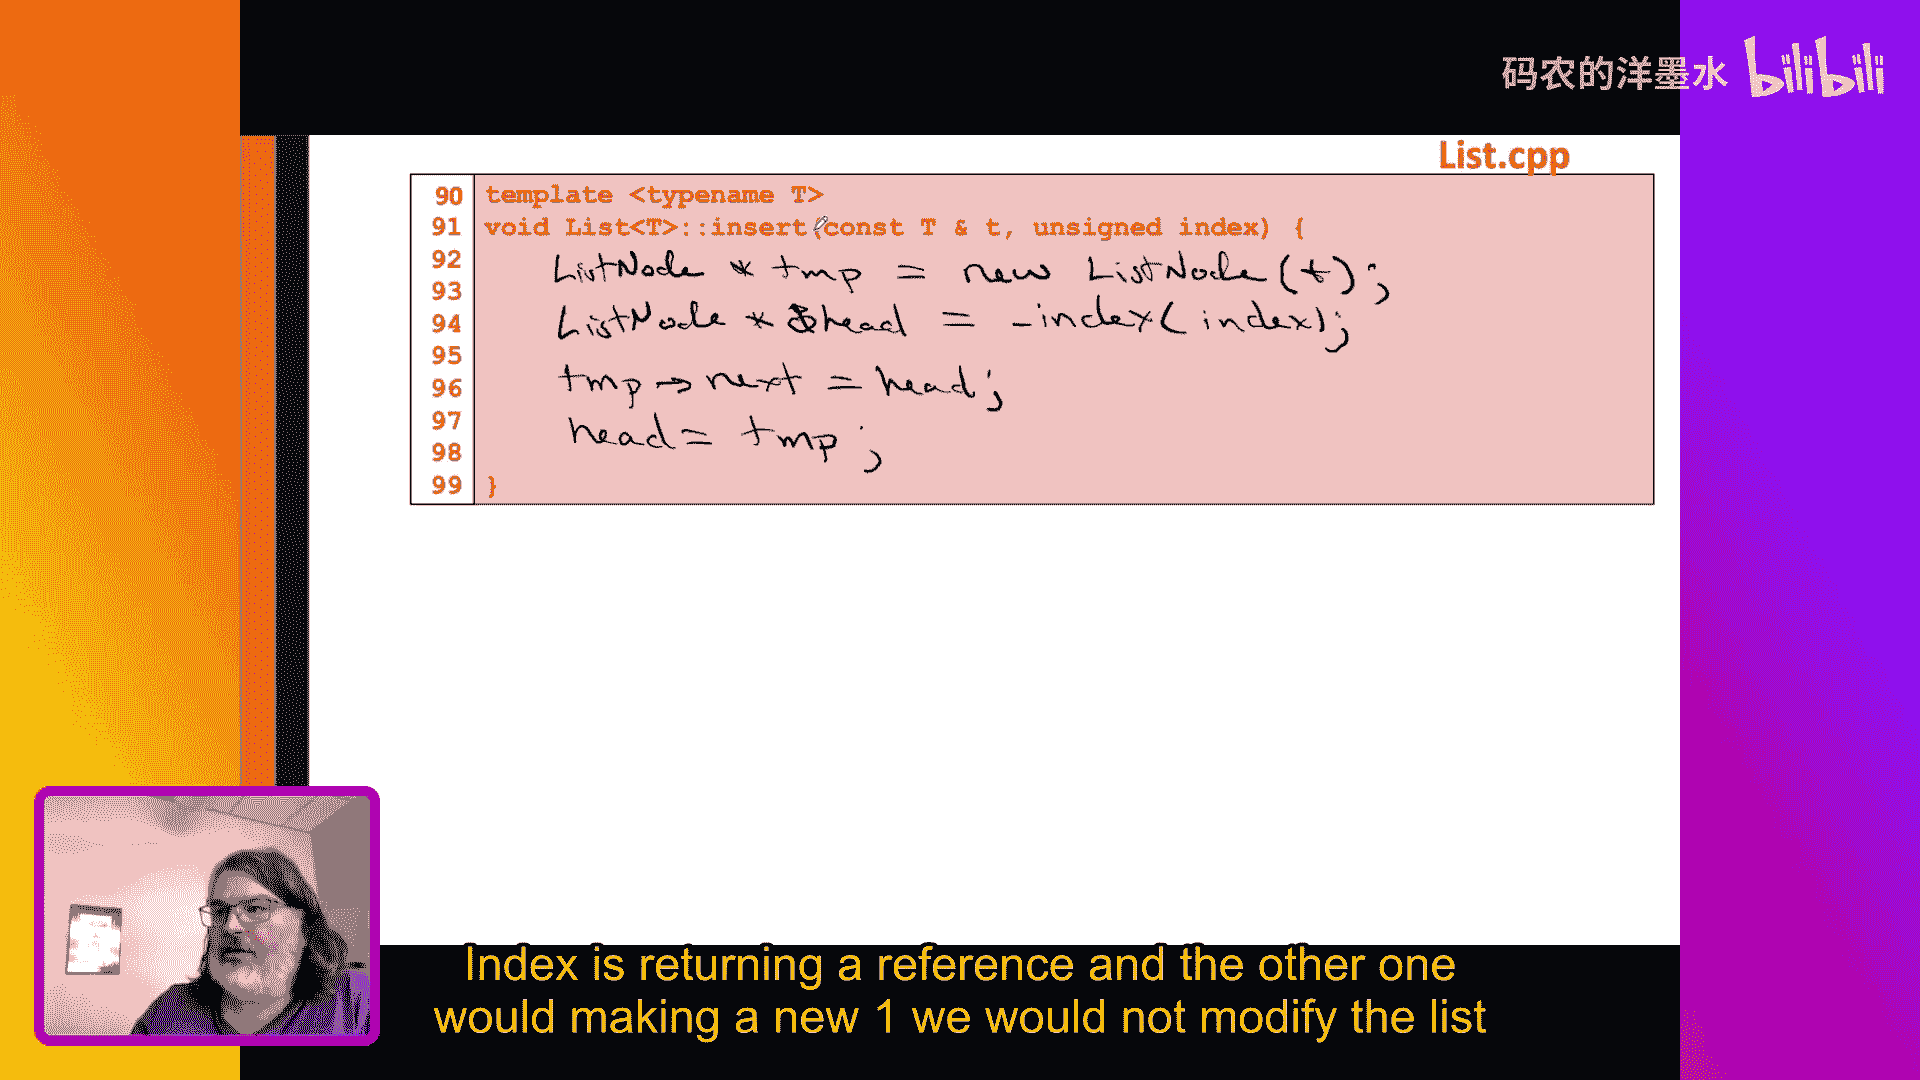 码农的洋墨水 bilibili
List.cpp
90 template <typename T>
91 void List<T>::insert(const T & t, unsigned index) {
92 ListNode * tmp = new ListNode(t);
93
94 ListNode * &head = _index(index);
95
96 tmp → next = head;
97
98 head = tmp;
99 }
Index is returning a reference and the other one
would making a new 1 we would not modify the list